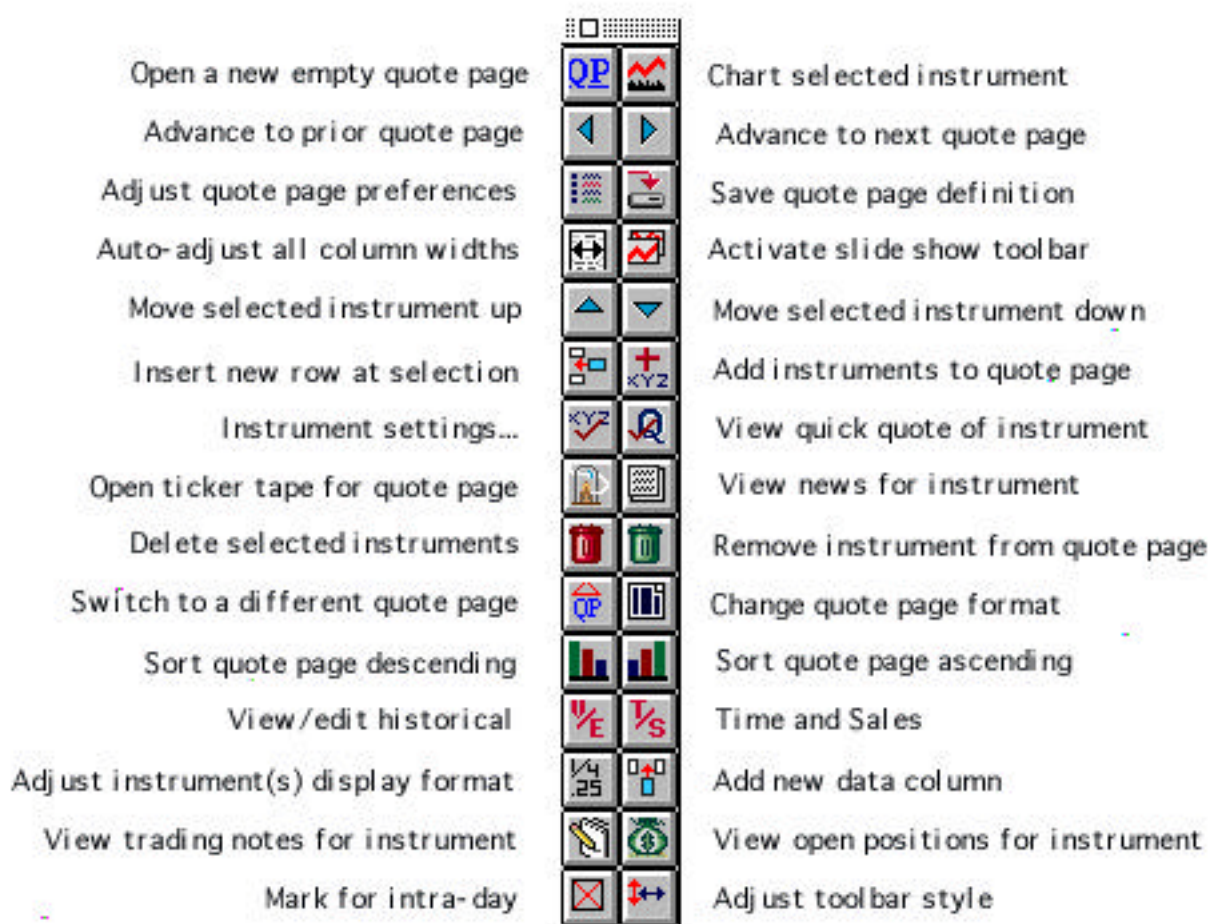 Open a new empty quote page QP Chart selected instrument
Advance to prior quote page Advance to next quote page
Adjust quote page preferences Save quote page definition
Auto-adjust all column widths Activate slide show toolbar
Move selected instrument up Move selected instrument down
Insert new row at selection XYZ Add instruments to quote page
Instrument settings... XYZ Q View quick quote of instrument
Open ticker tape for quote page View news for instrument
Delete selected instruments Remove instrument from quote page
Switch to a different quote page QP Change quote page format
Sort quote page descending Sort quote page ascending
View/edit historical V/E T/S Time and Sales
Adjust instrument(s) display format 1/4 .25 Add new data column
View trading notes for instrument $ View open positions for instrument
Mark for intra-day Adjust toolbar style